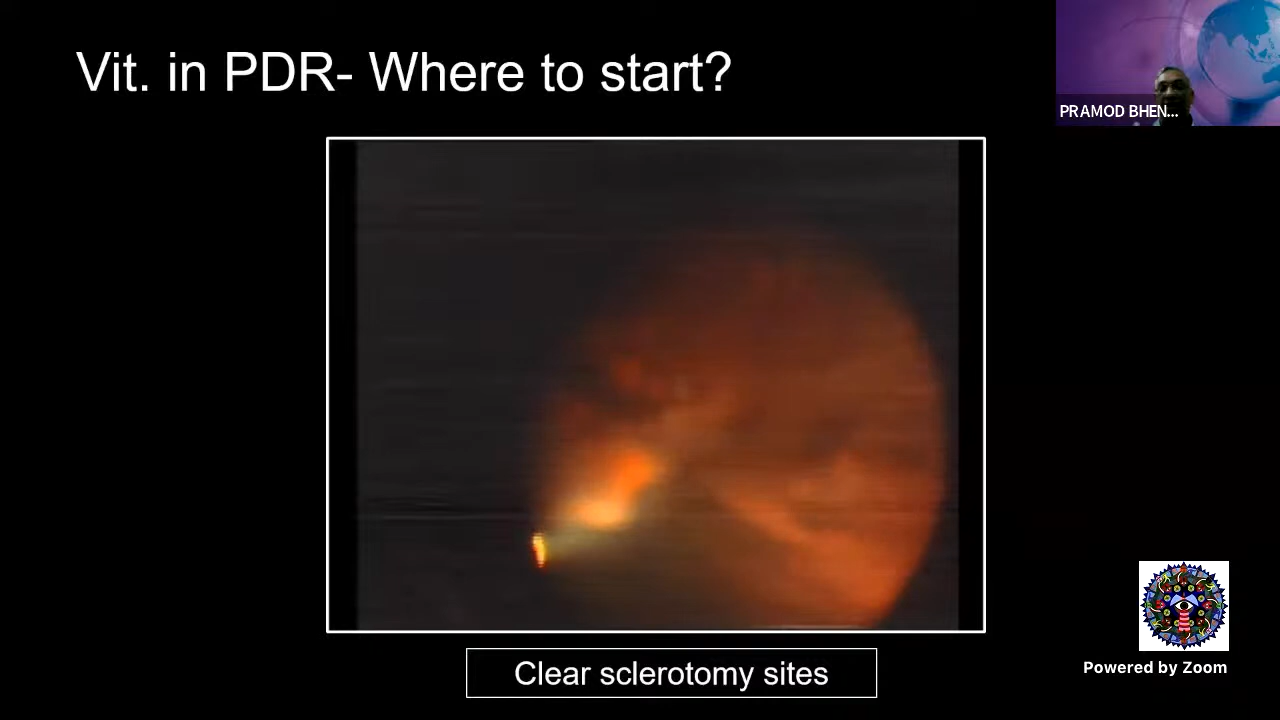 Vit. in PDR- Where to start?
PRAMOD BHEN...
Clear sclerotomy sites
Powered by Zoom